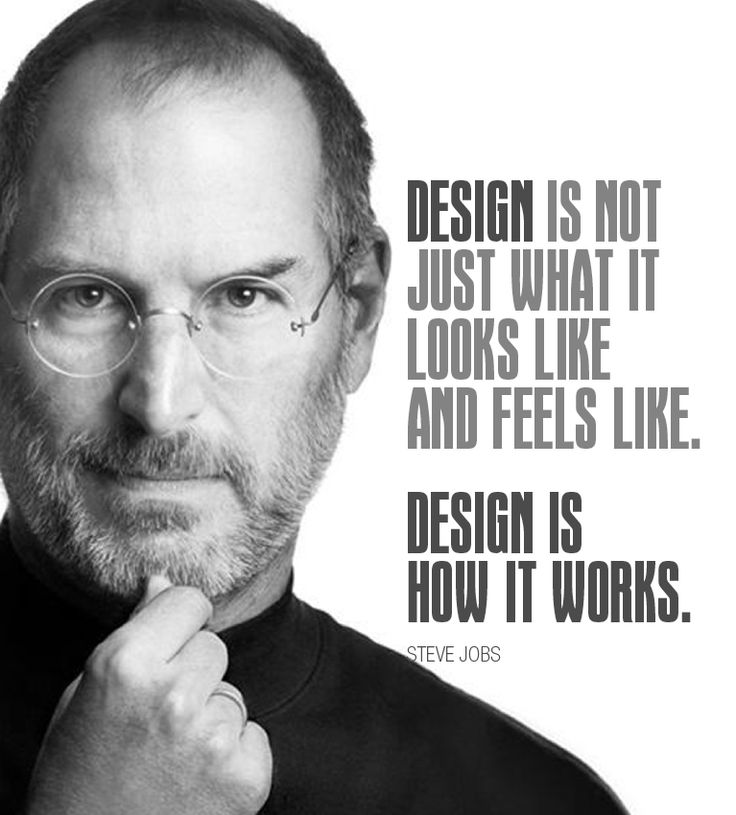 DESIGN IS NOT
JUST WHAT IT
LOOKS LIKE
AND FEELS LIKE.
DESIGN IS
HOW IT WORKS.
STEVE JOBS